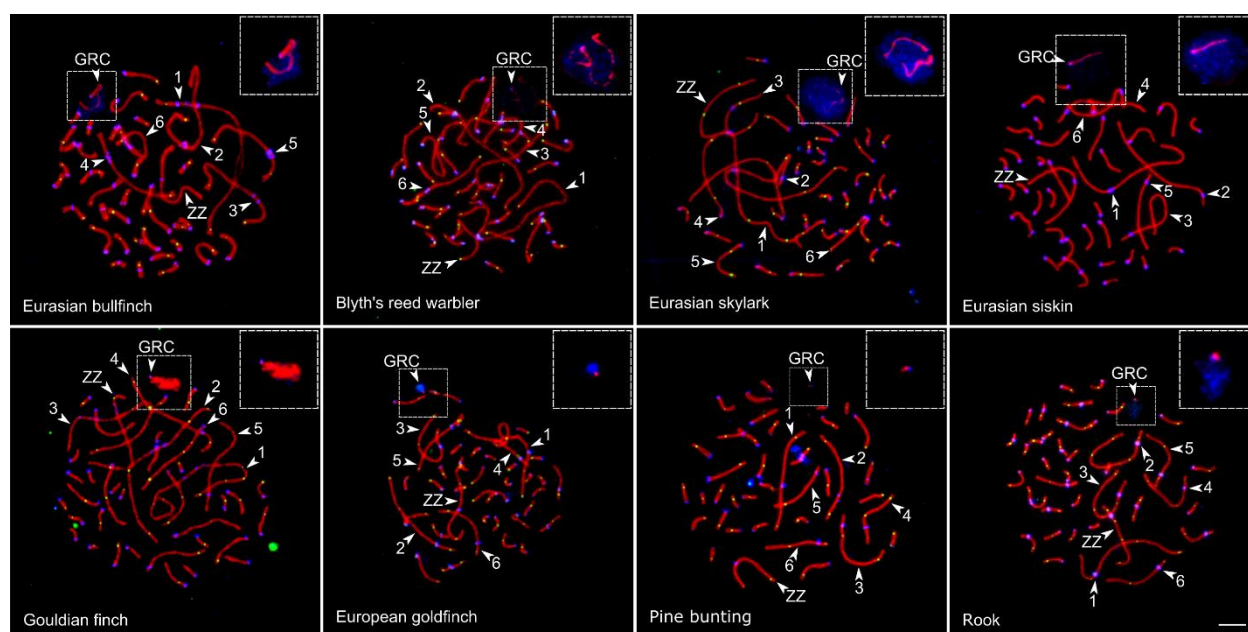 GRC
1
2
3
4
5
6
ZZ
Eurasian bullfinch
GRC
2
5
4
3
6
1
ZZ
Blyth's reed warbler
GRC
ZZ
3
2
4
1
5
6
Eurasian skylark
GRC
4
6
ZZ
5
2
1
3
Eurasian siskin
GRC
4
ZZ
2
3
6
5
1
Gouldian finch
GRC
3
1
5
4
ZZ
2
6
European goldfinch
GRC
1
2
5
4
6
3
ZZ
Pine bunting
GRC
5
2
3
4
ZZ
6
1
Rook